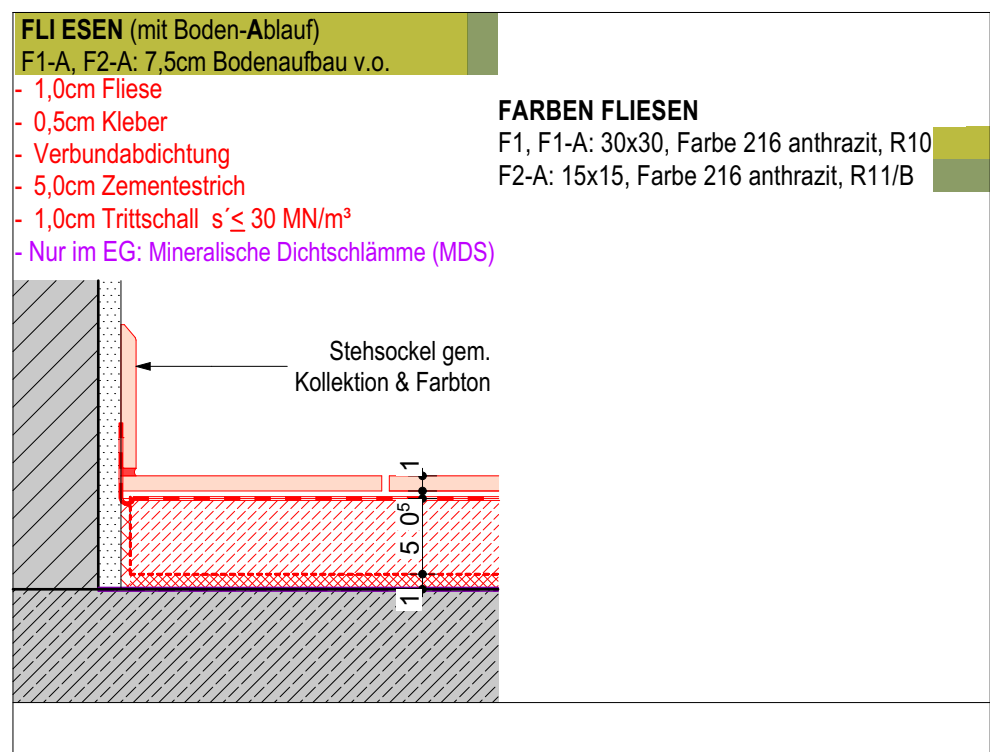 FLI ESEN (mit Boden-Ablauf)
F1-A, F2-A: 7,5cm Bodenaufbau v.o.
- 1,0cm Fliese
- 0,5cm Kleber
- Verbundabdichtung
- 5,0cm Zementestrich
- 1,0cm Trittschall s´≤ 30 MN/m³
- Nur im EG: Mineralische Dichtschlämme (MDS)
FARBEN FLIESEN
F1, F1-A: 30x30, Farbe 216 anthrazit, R10
F2-A: 15x15, Farbe 216 anthrazit, R11/B
Stehsockel gem.
Kollektion & Farbton
1
0⁵
5
1